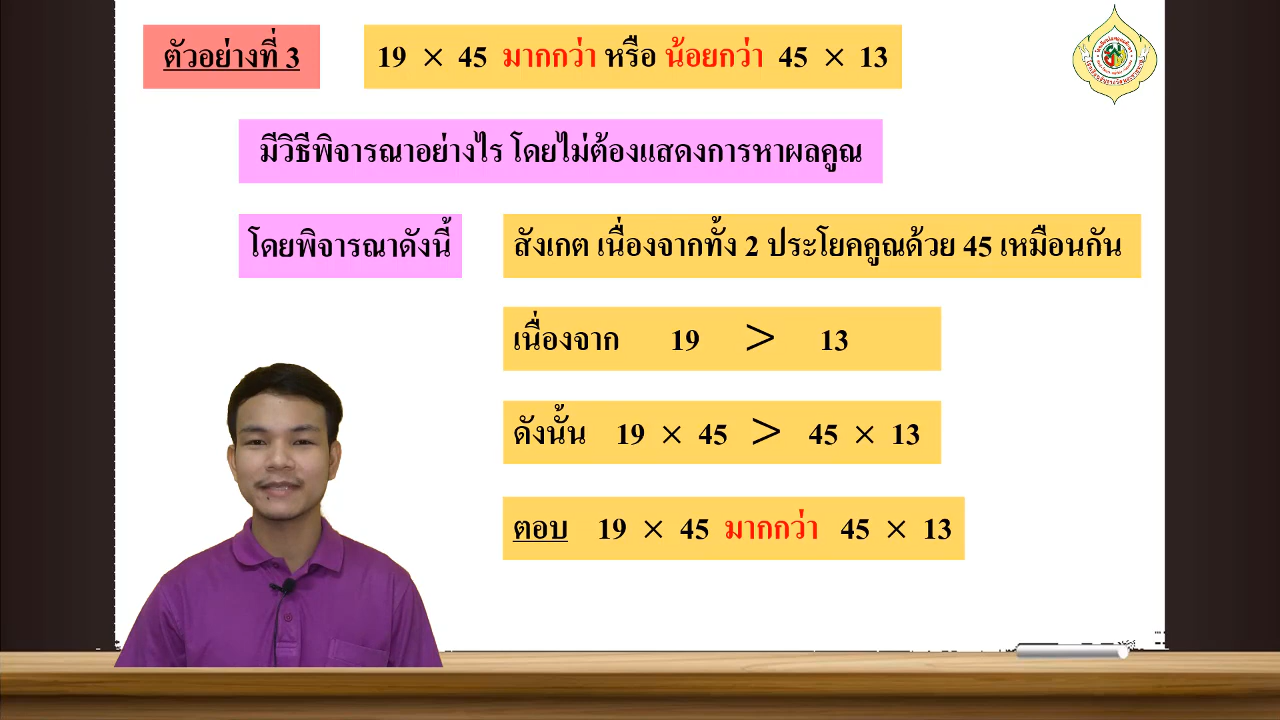 ตัวอย่างที่ 3
19 × 45 มากกว่า หรือ น้อยกว่า 45 × 13
มีวิธีพิจารณาอย่างไร โดยไม่ต้องแสดงการหาผลคูณ
โดยพิจารณาดังนี้
สังเกต เนื่องจากทั้ง 2 ประโยคคูณด้วย 45 เหมือนกัน
เนื่องจาก 19 > 13
ดังนั้น 19 × 45 > 45 × 13
ตอบ 19 × 45 มากกว่า 45 × 13